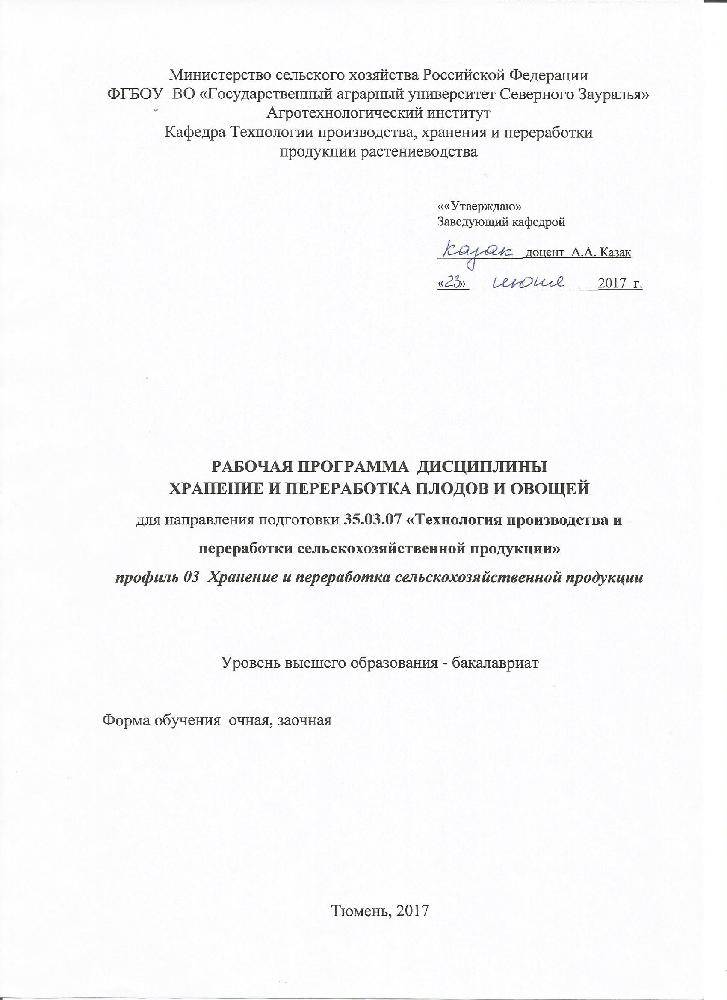 Министерство сельского хозяйства Российской Федерации
ФГБОУ ВО «Государственный аграрный университет Северного Зауралья»
Агротехнологический институт
Кафедра Технологии производства, хранения и переработки
продукции растениеводства
««Утверждаю»
Заведующий кафедрой
Казак доцент А.А. Казак
«23» 2017 г.
РАБОЧАЯ ПРОГРАММА ДИСЦИПЛИНЫ
ХРАНЕНИЕ И ПЕРЕРАБОТКА ПЛОДОВ И ОВОЩЕЙ
для направления подготовки 35.03.07 «Технология производства и
переработки сельскохозяйственной продукции»
профиль 03 Хранение и переработка сельскохозяйственной продукции
Уровень высшего образования - бакалавриат
Форма обучения очная, заочная
Тюмень, 2017